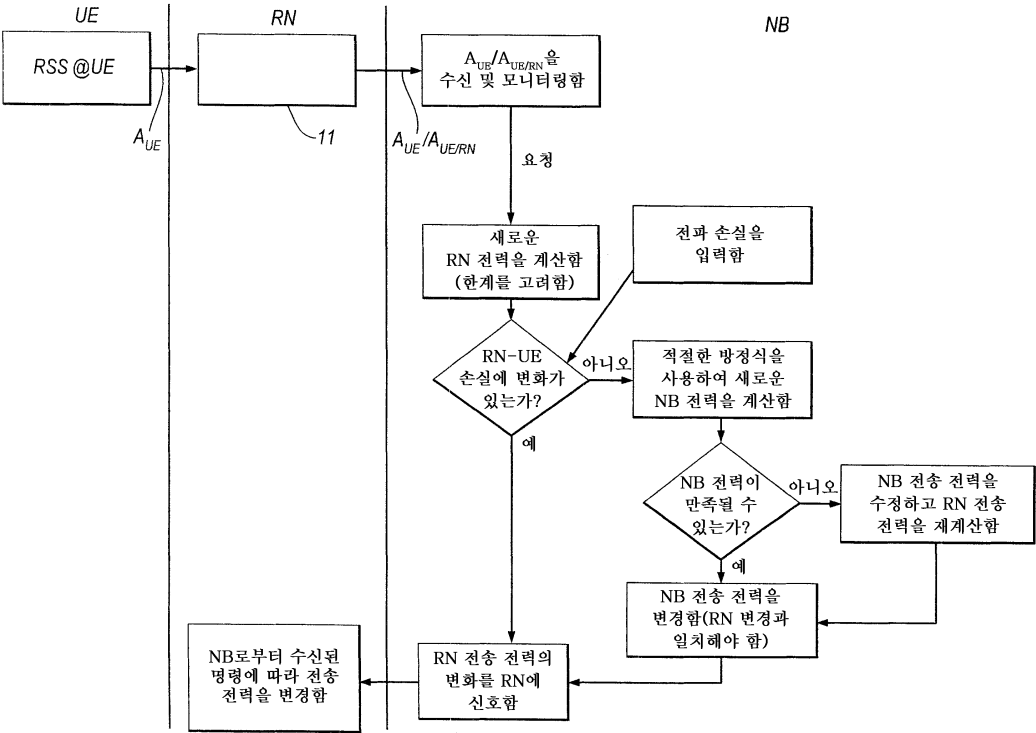 UE
RN
NB
RSS @UE
A_UE
11
A_UE/A_UE/RN
A_UE/A_UE/RN을
수신 및 모니터링함
요청
새로운
RN 전력을 계산함
(한계를 고려함)
전파 손실을
입력함
RN-UE
손실에 변화가
있는가?
아니오
예
적절한 방정식을
사용하여 새로운
NB 전력을 계산함
NB 전력이
만족될 수
있는가?
아니오
예
NB 전송 전력을
수정하고 RN 전송
전력을 재계산함
NB 전송 전력을
변경함(RN 변경과
일치해야 함)
RN 전송 전력의
변화를 RN에
신호함
NB로부터 수신된
명령에 따라 전송
전력을 변경함